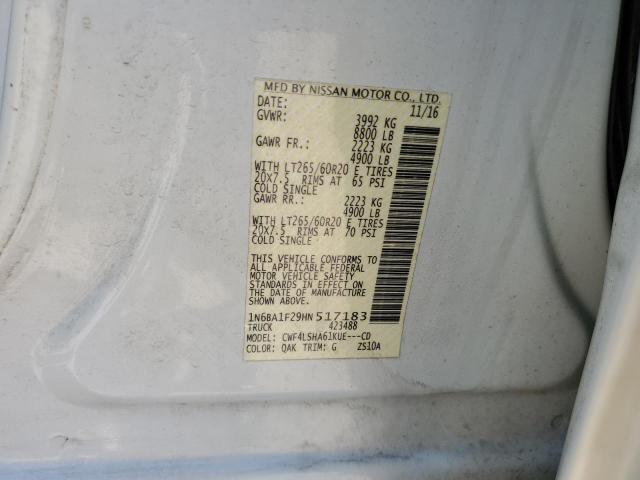 MFD BY NISSAN MOTOR CO., LTD.
DATE: 11/16
GVWR: 3992 KG
8800 LB
GAWR FR.: 2223 KG
4900 LB
WITH LT265/60R20 E TIRES
20X7.5 RIMS AT 65 PSI
COLD SINGLE
GAWR RR.: 2223 KG
4900 LB
WITH LT265/60R20 E TIRES
20X7.5 RIMS AT 70 PSI
COLD SINGLE
THIS VEHICLE CONFORMS TO
ALL APPLICABLE FEDERAL
MOTOR VEHICLE SAFETY
STANDARDS IN EFFECT ON
THE DATE OF MANUFACTURE
SHOWN ABOVE.
1N6BA1F29HN517183
TRUCK 423488
MODEL: CWF4LSHA61KUE---CD
COLOR: QAK TRIM: G ZS10A